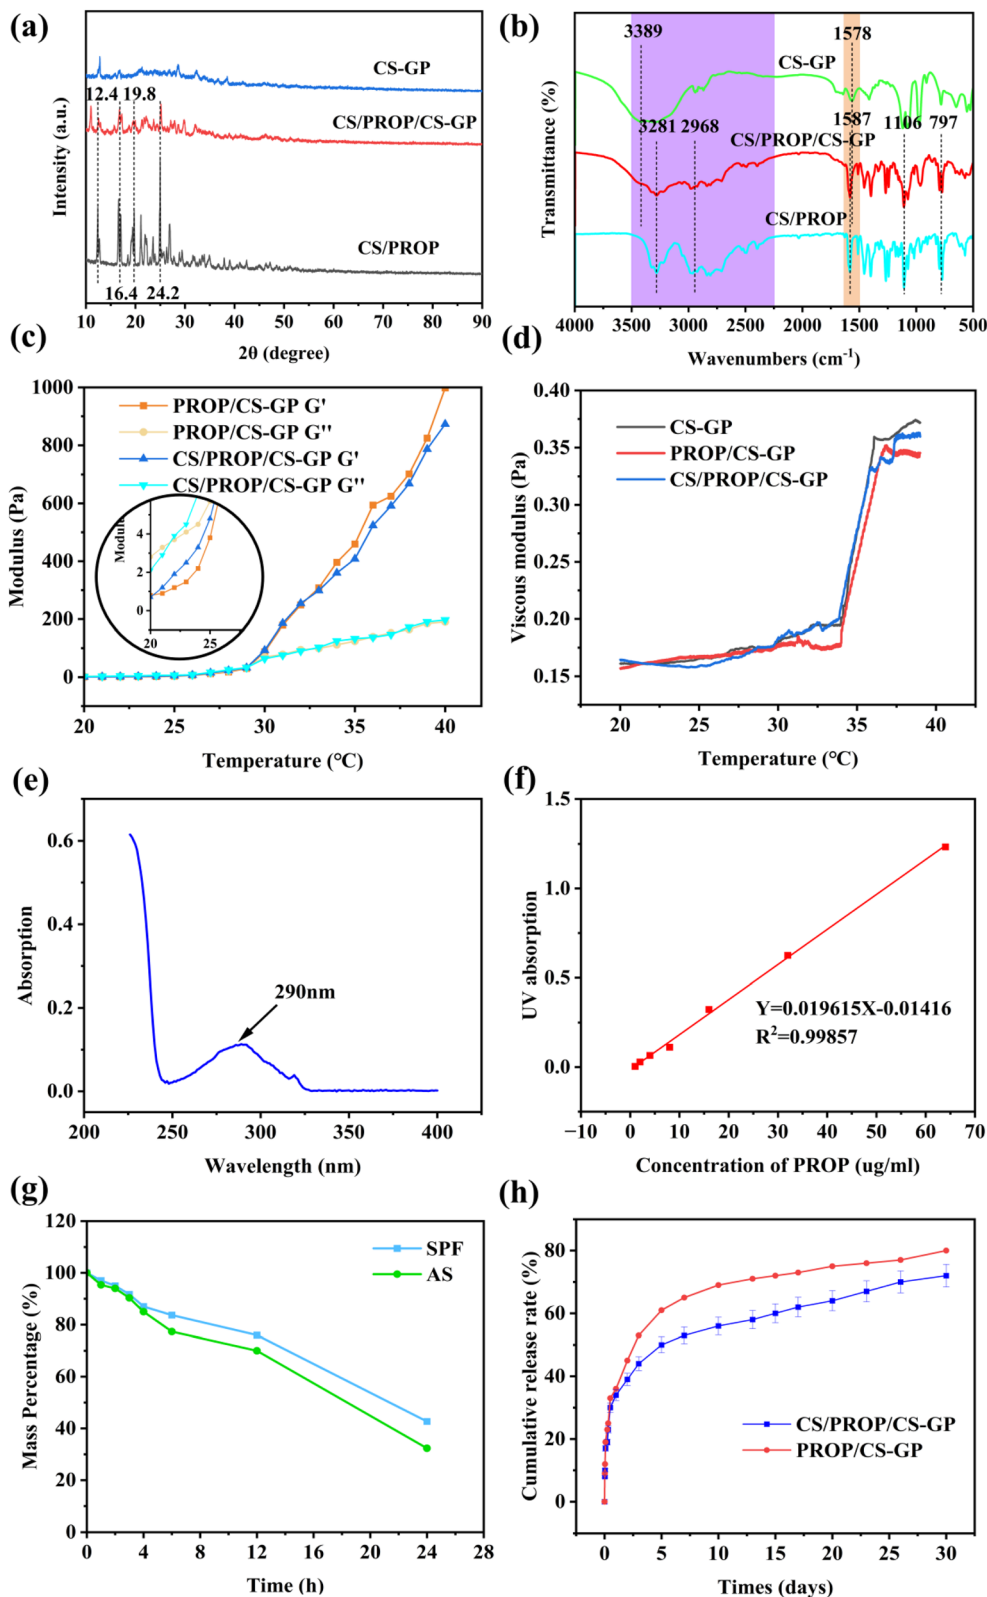 (a)
Intensity (a.u.)
CS-GP
12.4 19.8
CS/PROP/CS-GP
CS/PROP
16.4 24.2
10 20 30 40 50 60 70 80 90
2θ (degree)
(b)
Transmittance (%)
3389 1578
CS-GP
3281 2968 1587 1106 797
CS/PROP/CS-GP
CS/PROP
4000 3500 3000 2500 2000 1500 1000 500
Wavenumbers (cm⁻¹)
(c)
Modulus (Pa)
1000
800
600
400
200
0
PROP/CS-GP G'
PROP/CS-GP G''
CS/PROP/CS-GP G'
CS/PROP/CS-GP G''
Modulu
4
2
0
20 25
20 25 30 35 40
Temperature (℃)
(d)
Viscous modulus (Pa)
0.40
0.35
0.30
0.25
0.20
0.15
CS-GP
PROP/CS-GP
CS/PROP/CS-GP
20 25 30 35 40
Temperature (℃)
(e)
Absorption
0.6
0.4
0.2
0.0
290nm
200 250 300 350 400
Wavelength (nm)
(f)
UV absorption
1.5
1.0
0.5
0.0
Y=0.019615X-0.01416
R²=0.99857
−10 0 10 20 30 40 50 60 70
Concentration of PROP (ug/ml)
(g)
Mass Percentage (%)
120
100
80
60
40
20
0
SPF
AS
0 4 8 12 16 20 24 28
Time (h)
(h)
Cumulative release rate (%)
80
60
40
20
0
CS/PROP/CS-GP
PROP/CS-GP
0 5 10 15 20 25 30
Times (days)